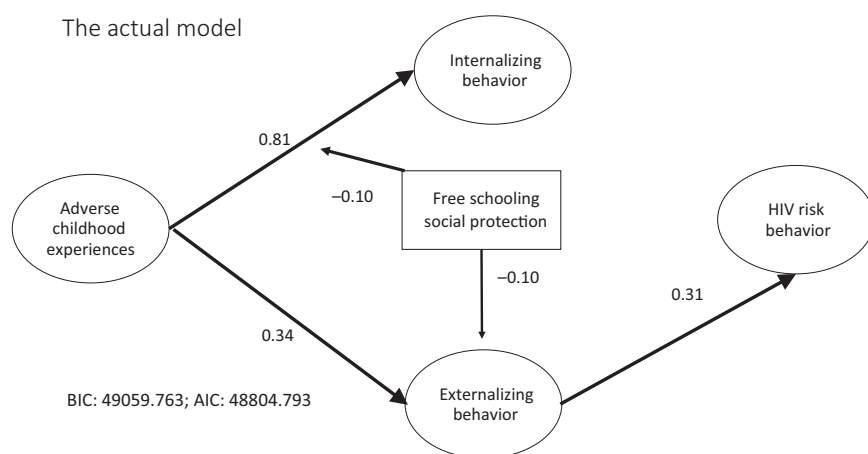 The actual model
Internalizing
behavior
0.81
–0.10
Free schooling
social protection
Adverse
childhood
experiences
HIV risk
behavior
–0.10
0.31
0.34
BIC: 49059.763; AIC: 48804.793
Externalizing
behavior